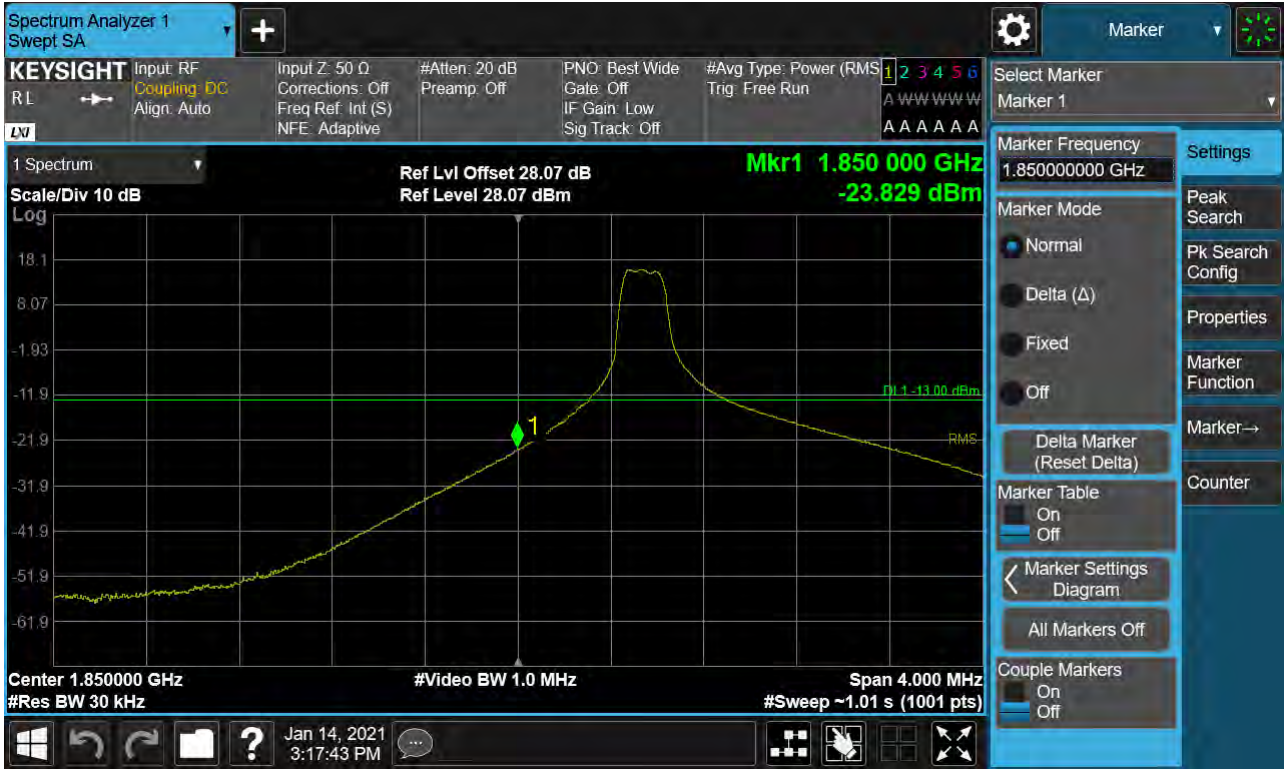 Spectrum Analyzer 1
Swept SA
Marker
KEYSIGHT
RL
LXI
Input: RF
Coupling: DC
Align: Auto
Input Z: 50 Ω
Corrections: Off
Freq Ref: Int (S)
NFE: Adaptive
#Atten: 20 dB
Preamp: Off
PNO: Best Wide
Gate: Off
IF Gain: Low
Sig Track: Off
#Avg Type: Power (RMS
Trig: Free Run
1 2 3 4 5 6
A W W W W W
A A A A A A
Select Marker
Marker 1
1 Spectrum
Scale/Div 10 dB
Log
Ref Lvl Offset 28.07 dB
Ref Level 28.07 dBm
Mkr1 1.850 000 GHz
-23.829 dBm
18.1
8.07
-1.93
-11.9
-21.9
-31.9
-41.9
-51.9
-61.9
DL1 -13.00 dBm
1
RMS
Center 1.850000 GHz
#Res BW 30 kHz
#Video BW 1.0 MHz
Span 4.000 MHz
#Sweep ~1.01 s (1001 pts)
Marker Frequency
1.850000000 GHz
Marker Mode
Normal
Delta (Δ)
Fixed
Off
Delta Marker
(Reset Delta)
Marker Table
On
Off
Marker Settings
Diagram
All Markers Off
Couple Markers
On
Off
Settings
Peak
Search
Pk Search
Config
Properties
Marker
Function
Marker→
Counter
?
Jan 14, 2021
3:17:43 PM